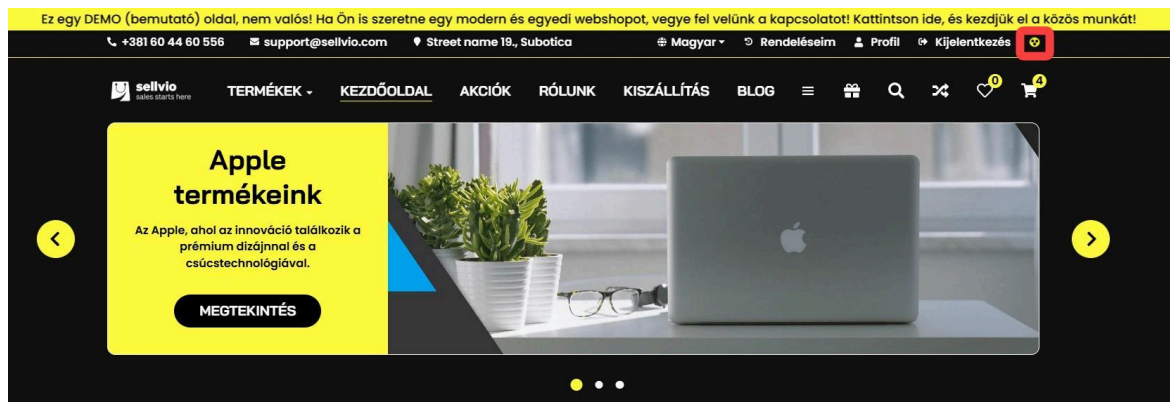 Ez egy DEMO (bemutató) oldal, nem valós! Ha Ön is szeretne egy modern és egyedi webshopot, vegye fel velünk a kapcsolatot! Kattintson ide, és kezdjük el a közös munkát!
+381 60 44 60 556 support@sellvio.com Street name 19., Subotica Magyar Rendeléseim Profil Kijelentkezés
sellvio
sales starts here
TERMÉKEK KEZDŐOLDAL AKCIÓK RÓLUNK KISZÁLLÍTÁS BLOG 0 4
Apple
termékeink
Az Apple, ahol az innováció találkozik a
prémium dizájnnal és a
csúcstechnológiával.
MEGTEKINTÉS